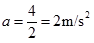 a = 4/2 = 2m/s²